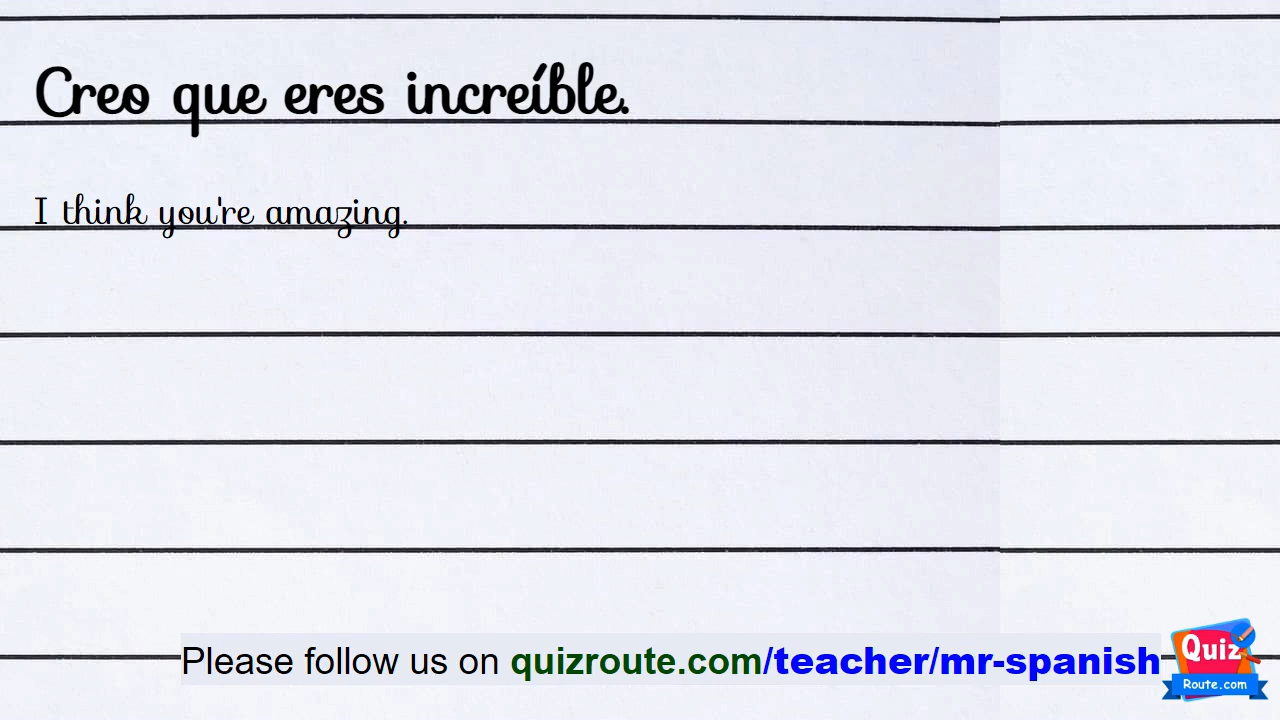 Creo que eres increíble.
I think you're amazing.
Please follow us on quizroute.com/teacher/mr-spanish
Quiz
Route.com